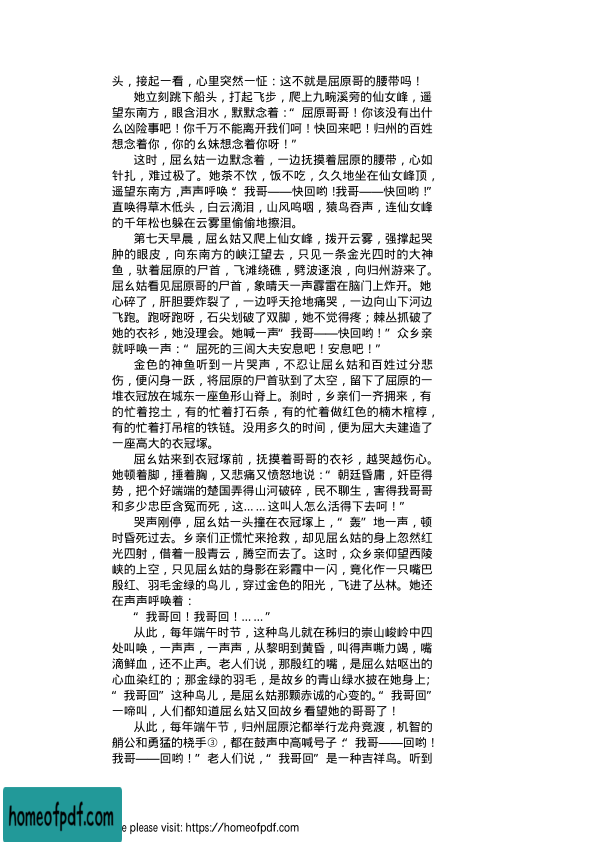 头，接起一看，心里突然一怔：这不就是屈原哥的腰带吗！
她立刻跳下船头，打起飞步，爬上九畹溪旁的仙女峰，遥
望东南方，眼含泪水，默默念着：“屈原哥哥！你该没有出什
么凶险事吧！你千万不能离开我们呵！快回来吧！归州的百姓
想念着你，你的幺妹想念着你呀！”
这时，屈幺姑一边默念着，一边抚摸着屈原的腰带，心如
针扎，难过极了。她茶不饮，饭不吃，久久地坐在仙女峰顶，
遥望东南方，声声呼唤：“我哥——快回哟！我哥——快回哟！”
直唤得草木低头，白云滴泪，山风呜咽，猿鸟吞声，连仙女峰
的千年松也躲在云雾里偷偷地擦泪。
第七天早晨，屈幺姑又爬上仙女峰，拨开云雾，强撑起哭
肿的眼皮，向东南方的峡江望去，只见一条金光四时的大神
鱼，驮着屈原的尸首，飞滩绕礁，劈波逐浪，向归州游来了。
屈幺姑看见屈原哥的尸首，象晴天一声霹雷在脑门上炸开。她
心碎了，肝胆要炸裂了，一边呼天抢地痛哭，一边向山下河边
飞跑。跑呀跑呀，石尖划破了双脚，她不觉得疼；棘丛抓破了
她的衣衫，她没理会。她喊一声“我哥——快回哟！”众乡亲
就呼唤一声：“屈死的三闾大夫安息吧！安息吧！”
金色的神鱼听到一片哭声，不忍让屈幺姑和百姓过分悲
伤，便闪身一跃，将屈原的尸首驮到了太空，留下了屈原的一
堆衣冠放在城东一座鱼形山脊上。刹时，乡亲们一齐拥来，有
的忙着挖土，有的忙着打石条，有的忙着做红色的楠木棺椁，
有的忙着打吊棺的铁链。没用多久的时间，便为屈大夫建造了
一座高大的衣冠塚。
屈幺姑来到衣冠塚前，抚摸着哥哥的衣衫，越哭越伤心。
她顿着脚，捶着胸，又悲痛又愤怒地说：“朝廷昏庸，奸臣得
势，把个好端端的楚国弄得山河破碎，民不聊生，害得我哥哥
和多少忠臣含冤而死，这……这叫人怎么活得下去呵！”
哭声刚停，屈幺姑一头撞在衣冠塚上，“轰”地一声，顿
时昏死过去。乡亲们正慌忙来抢救，却见屈幺姑的身上忽然红
光四射，借着一股青云，腾空而去了。这时，众乡亲仰望西陵
峡的上空，只见屈幺姑的身影在彩霞中一闪，竟化作一只嘴巴
殷红、羽毛金绿的鸟儿，穿过金色的阳光，飞进了丛林。她还
在声声呼唤着：
“我哥回！我哥回！……”
从此，每年端午时节，这种鸟儿就在秭归的崇山峻岭中四
处叫唤，一声声，一声声，从黎明到黄昏，叫得声嘶力竭，嘴
滴鲜血，还不止声。老人们说，那殷红的嘴，是屈么姑呕出的
心血染红的；那金绿的羽毛，是故乡的青山绿水披在她身上；
“我哥回”这种鸟儿，是屈幺姑那颗赤诚的心变的。“我哥回”
一啼叫，人们都知道屈幺姑又回故乡看望她的哥哥了！
从此，每年端午节，归州屈原沱都举行龙舟竞渡，机智的
艄公和勇猛的桡手③，都在鼓声中高喊号子：“我哥——回哟！
我哥——回哟！”老人们说，“我哥回”是一种吉祥鸟。听到
homeofpdf.com
e please visit: https://homeofpdf.com